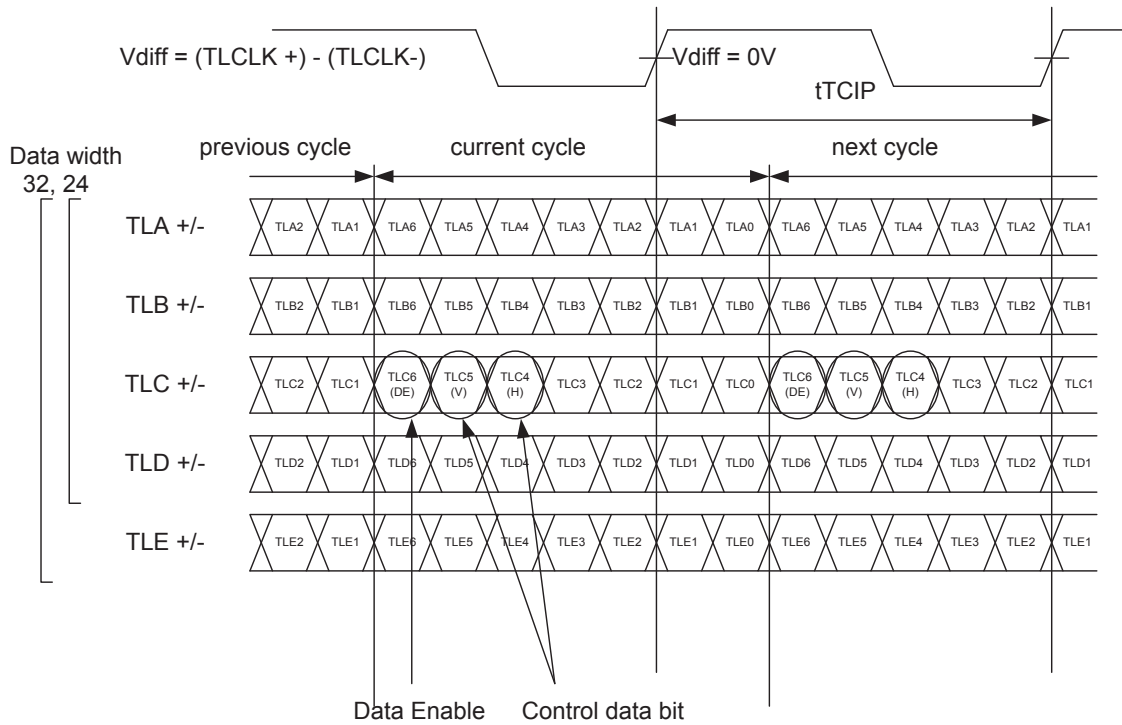 Vdiff = (TLCLK +) - (TLCLK-)
Vdiff = 0V
tTCIP
Data width
32, 24
previous cycle
current cycle
next cycle
TLA +/-
TLA2 TLA1 TLA6 TLA5 TLA4 TLA3 TLA2 TLA1 TLA0 TLA6 TLA5 TLA4 TLA3 TLA2 TLA1
TLB +/-
TLB2 TLB1 TLB6 TLB5 TLB4 TLB3 TLB2 TLB1 TLB0 TLB6 TLB5 TLB4 TLB3 TLB2 TLB1
TLC +/-
TLC2 TLC1 TLC6 (DE) TLC5 (V) TLC4 (H) TLC3 TLC2 TLC1 TLC0 TLC6 (DE) TLC5 (V) TLC4 (H) TLC3 TLC2 TLC1
TLD +/-
TLD2 TLD1 TLD6 TLD5 TLD4 TLD3 TLD2 TLD1 TLD0 TLD6 TLD5 TLD4 TLD3 TLD2 TLD1
TLE +/-
TLE2 TLE1 TLE6 TLE5 TLE4 TLE3 TLE2 TLE1 TLE0 TLE6 TLE5 TLE4 TLE3 TLE2 TLE1
Data Enable
Control data bit